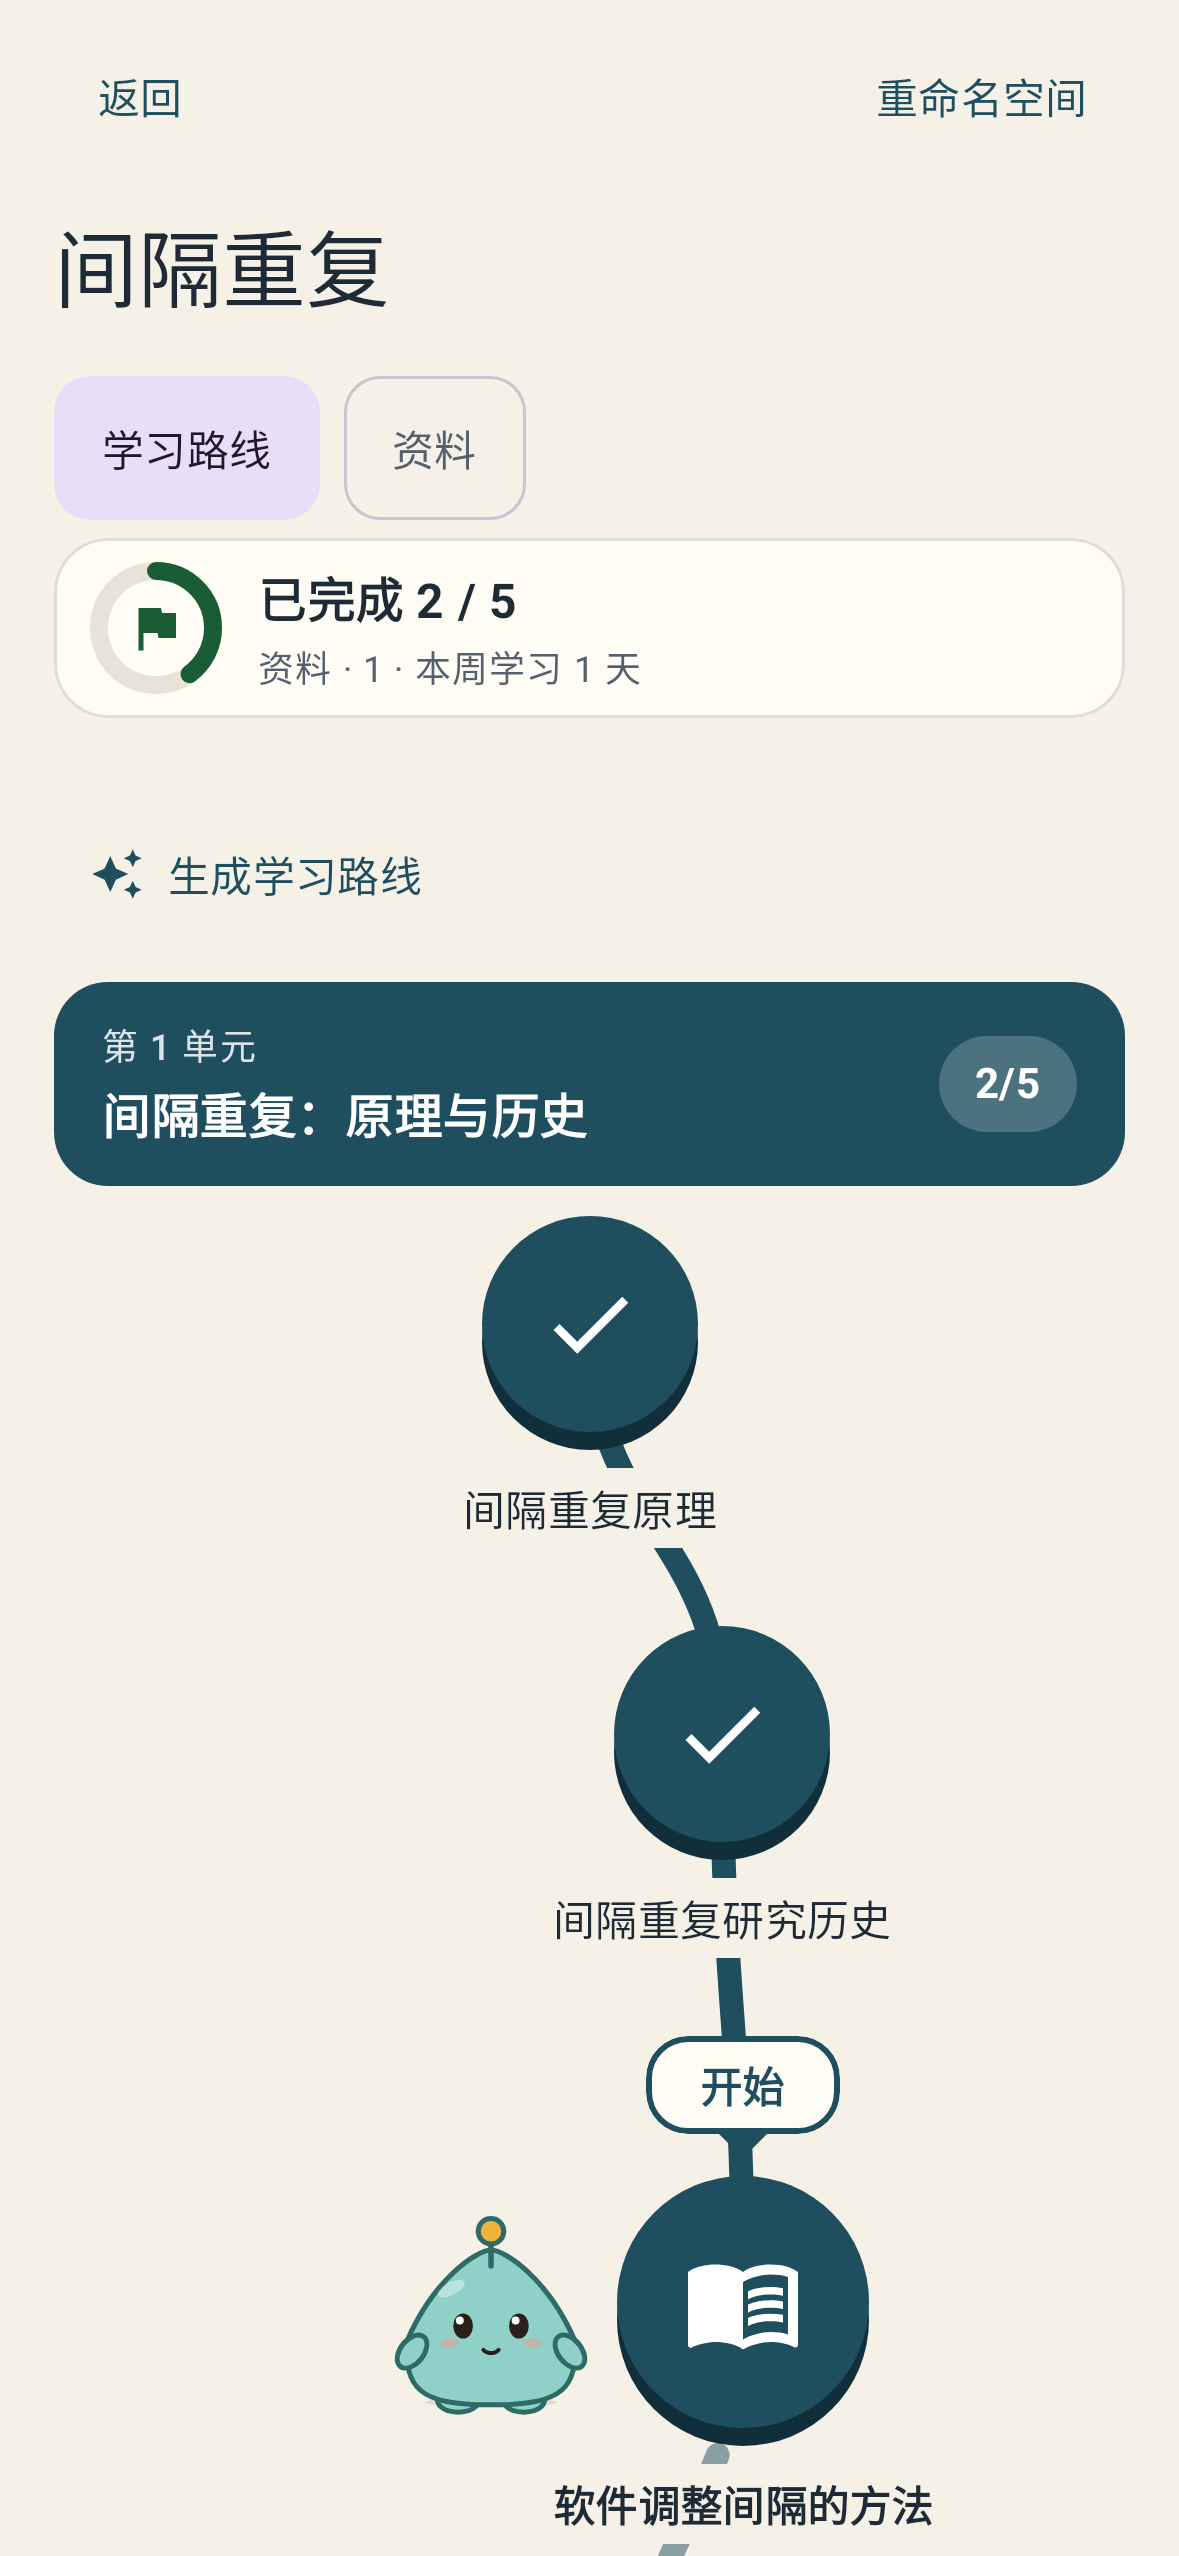 返回
重命名空间
间隔重复
学习路线
资料
已完成 2 / 5
资料 · 1 · 本周学习 1 天
生成学习路线
第 1 单元
间隔重复：原理与历史
2/5
间隔重复原理
间隔重复研究历史
开始
软件调整间隔的方法